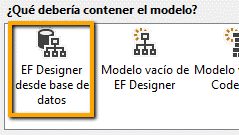 ¿Qué debería contener el modelo?
EF Designer
desde base de
datos
Modelo vacío de
EF Designer
Modelo v
Code